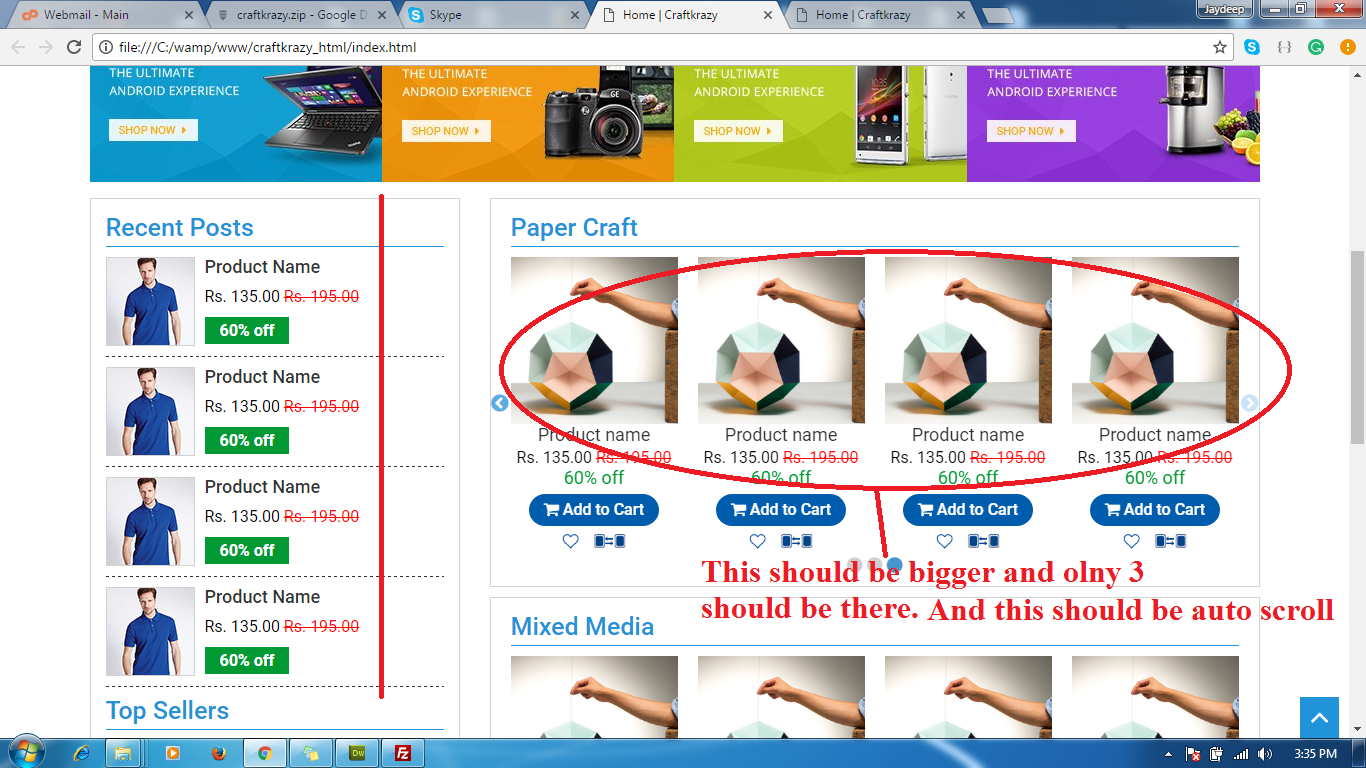 Webmail - Main
craftkrazy.zip - Google D
Skype
Home | Craftkrazy
Home | Craftkrazy
Jaydeep
file:///C:/wamp/www/craftkrazy_html/index.html
THE ULTIMATE
ANDROID EXPERIENCE
SHOP NOW
THE ULTIMATE
ANDROID EXPERIENCE
SHOP NOW
THE ULTIMATE
ANDROID EXPERIENCE
SHOP NOW
THE ULTIMATE
ANDROID EXPERIENCE
SHOP NOW
Recent Posts
Product Name
Rs. 135.00 Rs. 195.00
60% off
Product Name
Rs. 135.00 Rs. 195.00
60% off
Product Name
Rs. 135.00 Rs. 195.00
60% off
Product Name
Rs. 135.00 Rs. 195.00
60% off
Top Sellers
Paper Craft
Product name
Rs. 135.00 Rs. 195.00
60% off
Add to Cart
Product name
Rs. 135.00 Rs. 195.00
60% off
Add to Cart
Product name
Rs. 135.00 Rs. 195.00
60% off
Add to Cart
Product name
Rs. 135.00 Rs. 195.00
60% off
Add to Cart
This should be bigger and olny 3
should be there. And this should be auto scroll
Mixed Media
Dw
Fz
3:35 PM